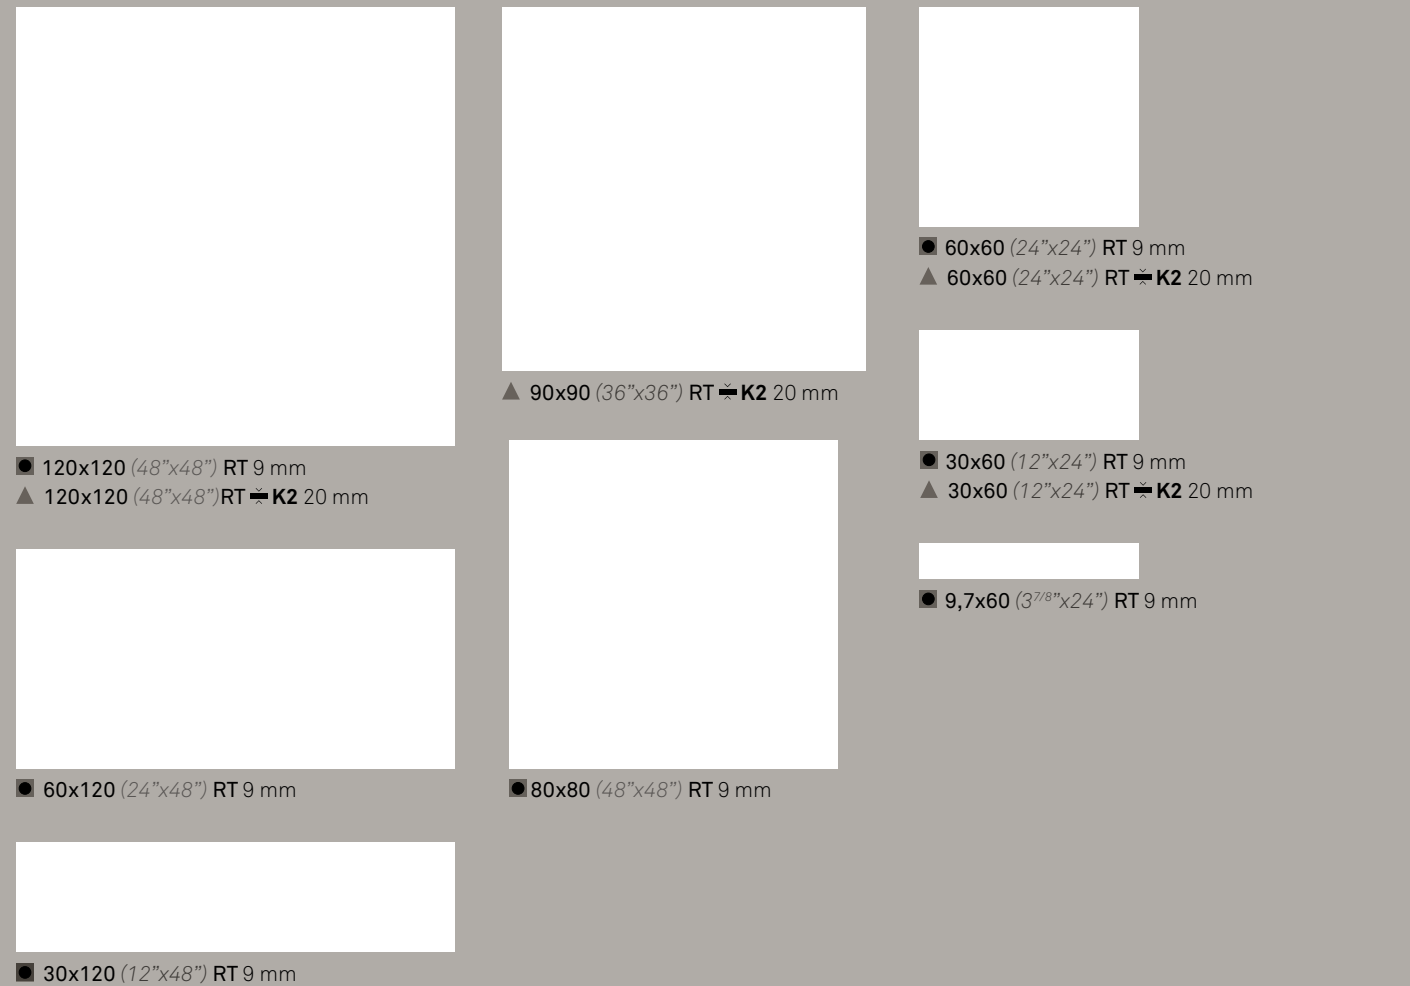 120x120 (48”x48”) RT 9 mm
120x120 (48”x48”)RT K2 20 mm
60x120 (24”x48”) RT 9 mm
30x120 (12”x48”) RT 9 mm
90x90 (36”x36”) RT K2 20 mm
80x80 (48”x48”) RT 9 mm
60x60 (24”x24”) RT 9 mm
60x60 (24”x24”) RT K2 20 mm
30x60 (12”x24”) RT 9 mm
30x60 (12”x24”) RT K2 20 mm
9,7x60 (3⁷/⁸”x24”) RT 9 mm